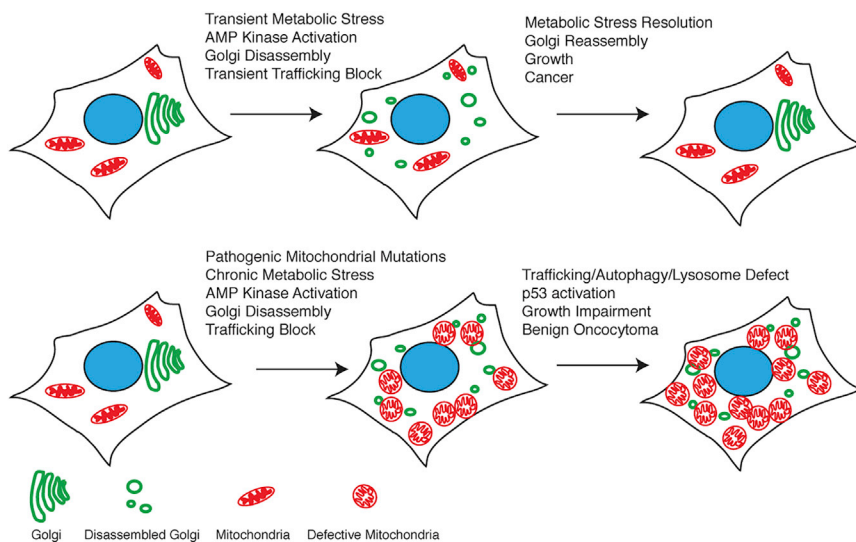 Transient Metabolic Stress
AMP Kinase Activation
Golgi Disassembly
Transient Trafficking Block
Metabolic Stress Resolution
Golgi Reassembly
Growth
Cancer
Pathogenic Mitochondrial Mutations
Chronic Metabolic Stress
AMP Kinase Activation
Golgi Disassembly
Trafficking Block
Trafficking/Autophagy/Lysosome Defect
p53 activation
Growth Impairment
Benign Oncocytoma
Golgi
Disassembled Golgi
Mitochondria
Defective Mitochondria